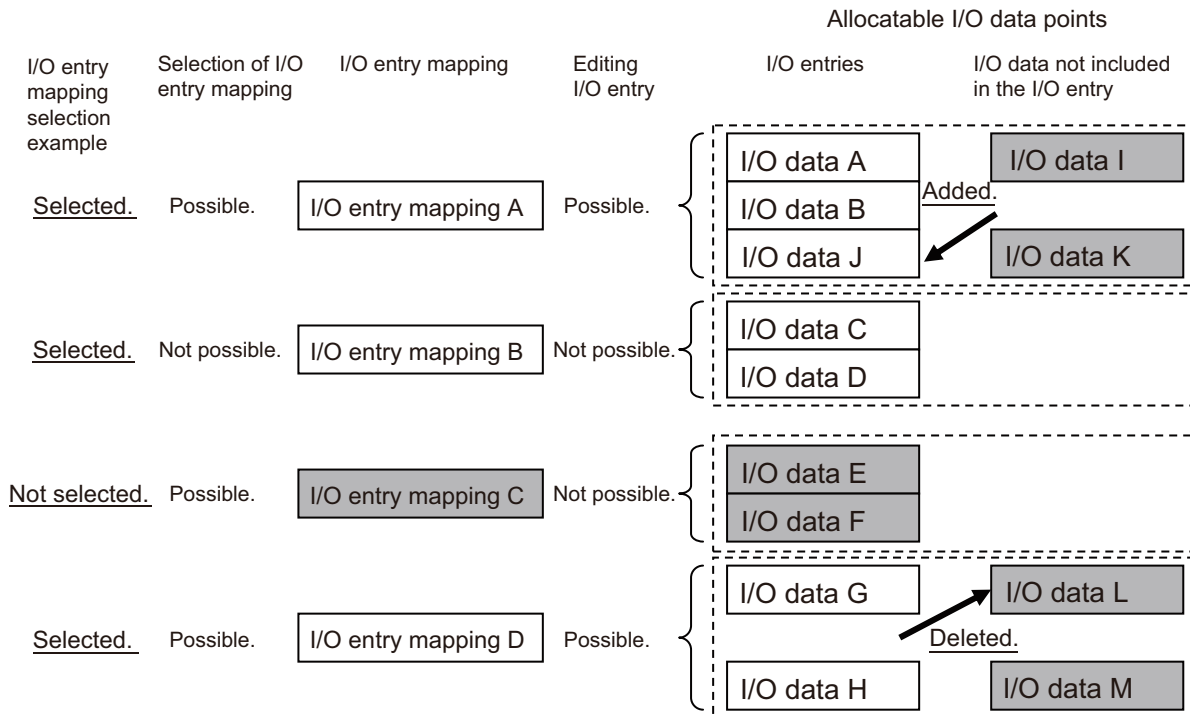 Allocatable I/O data points
I/O entry
mapping
selection
example
Selection of I/O
entry mapping
I/O entry mapping
Editing
I/O entry
I/O entries
I/O data not included
in the I/O entry
Selected.
Possible.
I/O entry mapping A
Possible.
I/O data A
I/O data B
I/O data J
Added.
I/O data I
I/O data K
Selected.
Not possible.
I/O entry mapping B
Not possible.
I/O data C
I/O data D
Not selected.
Possible.
I/O entry mapping C
Not possible.
I/O data E
I/O data F
Selected.
Possible.
I/O entry mapping D
Possible.
I/O data G
I/O data H
Deleted.
I/O data L
I/O data M